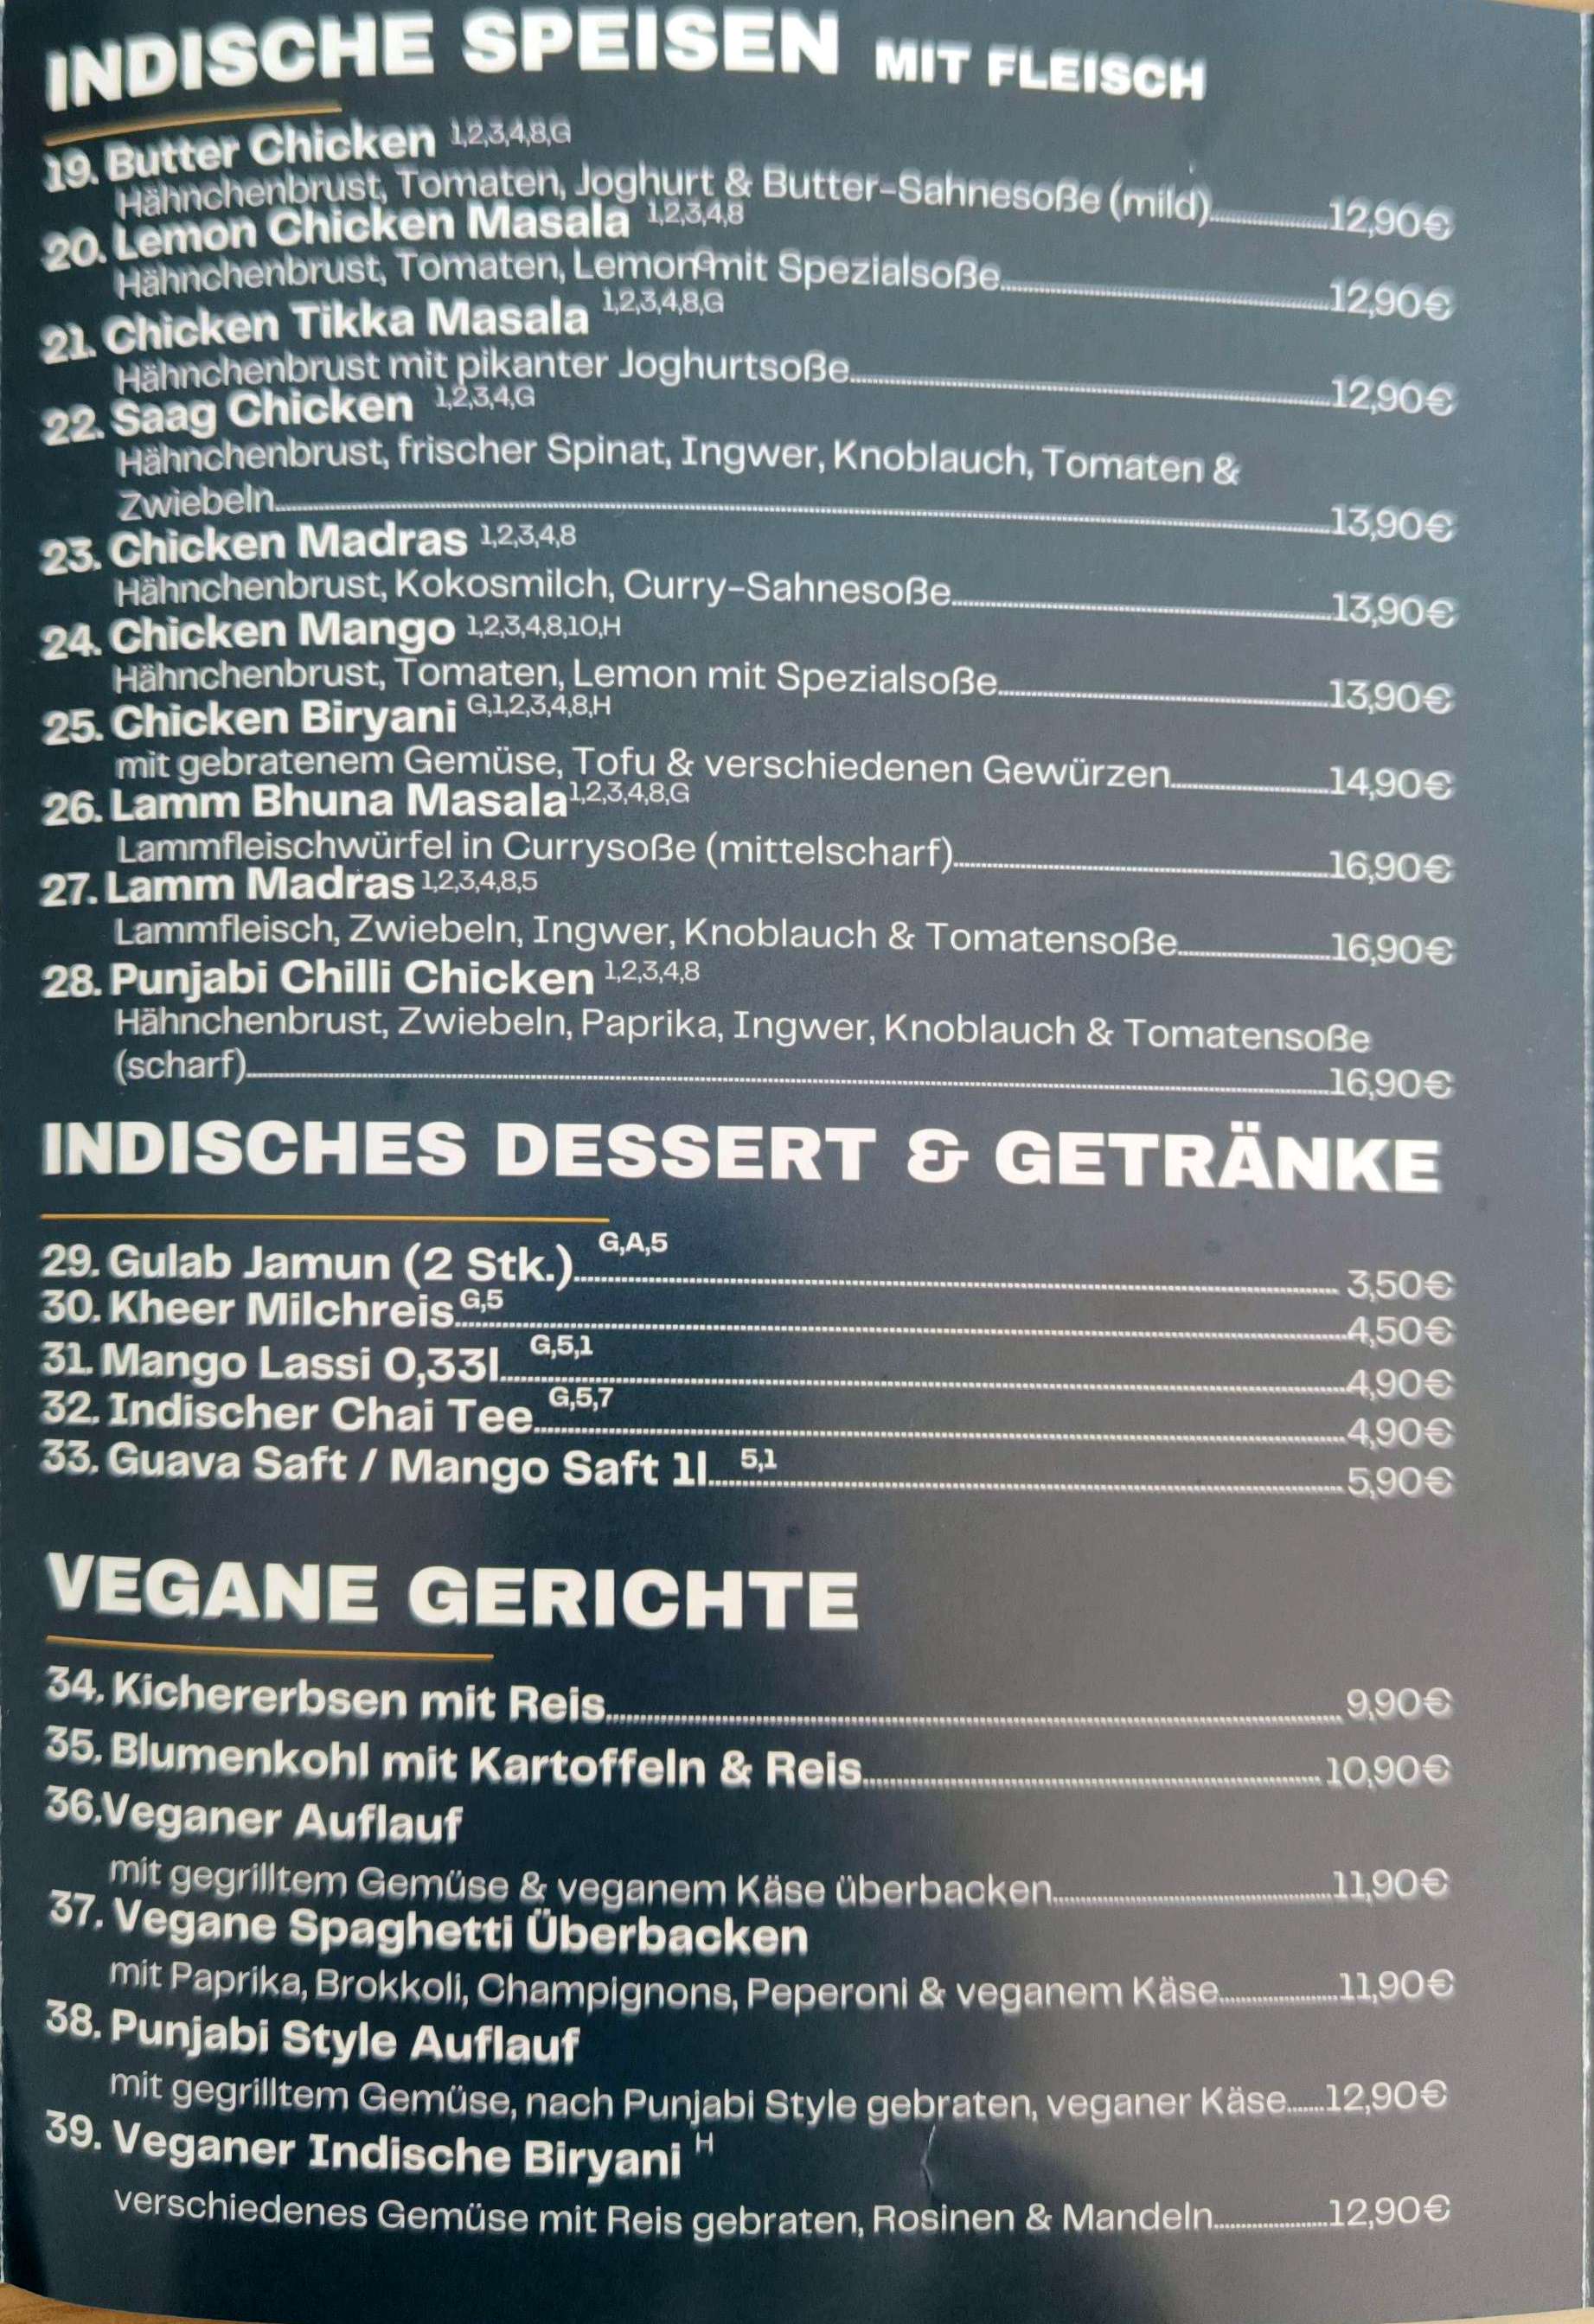 INDISCHE SPEISEN MIT FLEISCH
19. Butter Chicken 1,2,3,4,8,G
Hähnchenbrust, Tomaten, Joghurt & Butter-Sahnesoße (mild) 12,90€
20. Lemon Chicken Masala 1,2,3,4,8
Hähnchenbrust, Tomaten, Lemon mit Spezialsoße 12,90€
21. Chicken Tikka Masala 1,2,3,4,8,G
Hähnchenbrust mit pikanter Joghurtsoße 12,90€
22. Saag Chicken 1,2,3,4,G
Hähnchenbrust, frischer Spinat, Ingwer, Knoblauch, Tomaten &
Zwiebeln 13,90€
23. Chicken Madras 1,2,3,4,8
Hähnchenbrust, Kokosmilch, Curry-Sahnesoße 13,90€
24. Chicken Mango 1,2,3,4,8,10,H
Hähnchenbrust, Tomaten, Lemon mit Spezialsoße 13,90€
25. Chicken Biryani G,1,2,3,4,8,H
mit gebratenem Gemüse, Tofu & verschiedenen Gewürzen 14,90€
26. Lamm Bhuna Masala 1,2,3,4,8,G
Lammfleischwürfel in Currysoße (mittelscharf) 16,90€
27. Lamm Madras 1,2,3,4,8,5
Lammfleisch, Zwiebeln, Ingwer, Knoblauch & Tomatensoße 16,90€
28. Punjabi Chilli Chicken 1,2,3,4,8
Hähnchenbrust, Zwiebeln, Paprika, Ingwer, Knoblauch & Tomatensoße
(scharf) 16,90€
INDISCHES DESSERT & GETRÄNKE
29. Gulab Jamun (2 Stk.) G,A,5 3,50€
30. Kheer Milchreis G,5 4,50€
31. Mango Lassi 0,33l G,5,1 4,90€
32. Indischer Chai Tee G,5,7 4,90€
33. Guava Saft / Mango Saft 1l 5,1 5,90€
VEGANE GERICHTE
34. Kichererbsen mit Reis 9,90€
35. Blumenkohl mit Kartoffeln & Reis 10,90€
36.Veganer Auflauf
mit gegrilltem Gemüse & veganem Käse überbacken 11,90€
37. Vegane Spaghetti Überbacken
mit Paprika, Brokkoli, Champignons, Peperoni & veganem Käse 11,90€
38. Punjabi Style Auflauf
mit gegrilltem Gemüse, nach Punjabi Style gebraten, veganer Käse 12,90€
39. Veganer Indische Biryani H
verschiedenes Gemüse mit Reis gebraten, Rosinen & Mandeln 12,90€